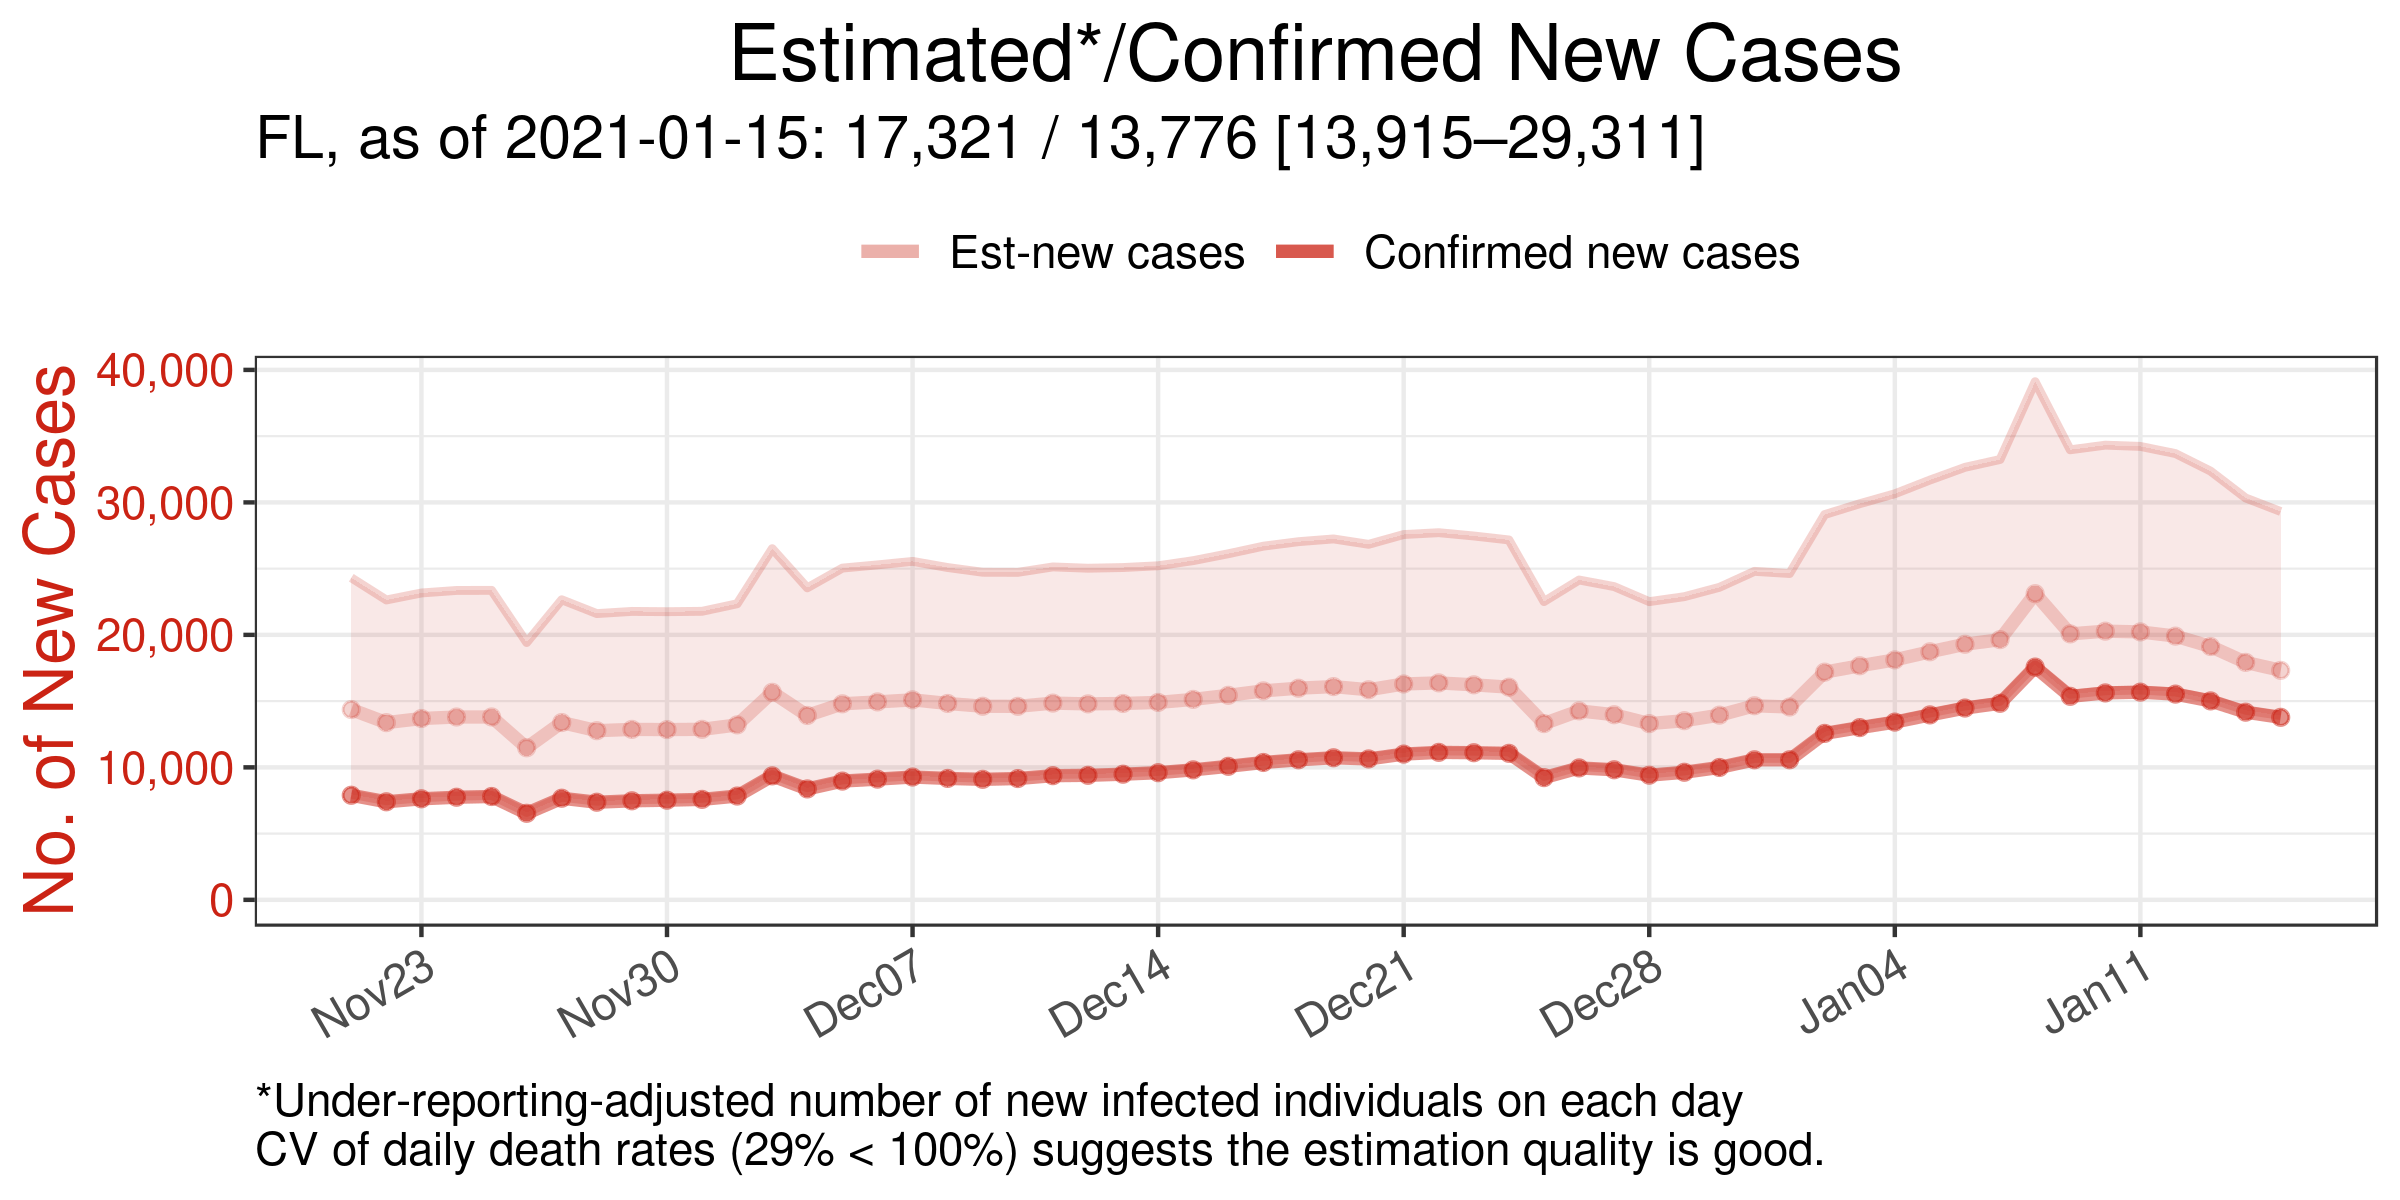 Estimated*/Confirmed New Cases
FL, as of 2021-01-15: 17,321 / 13,776 [13,915–29,311]
Est-new cases
Confirmed new cases
No. of New Cases
40,000
30,000
20,000
10,000
0
Nov23
Nov30
Dec07
Dec14
Dec21
Dec28
Jan04
Jan11
*Under-reporting-adjusted number of new infected individuals on each day
CV of daily death rates (29% < 100%) suggests the estimation quality is good.